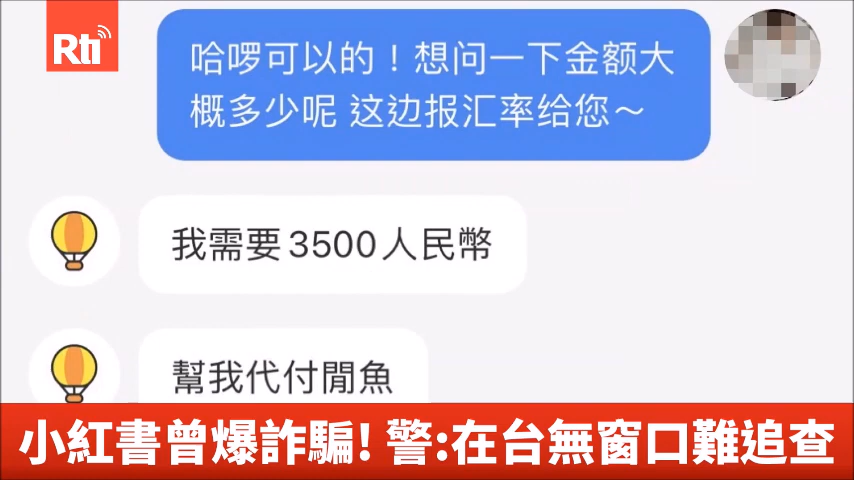 Rti
哈啰可以的！想问一下金额大
概多少呢 这边报汇率给您～
我需要3500人民幣
幫我代付閒魚
小紅書曾爆詐騙! 警:在台無窗口難追查